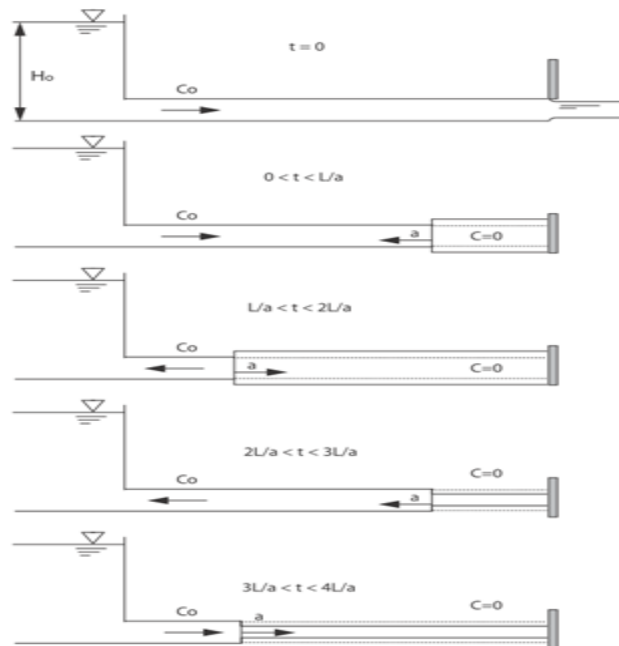 t = 0
Ho
Co
0 < t < L/a
Co
a
C=0
L/a < t < 2L/a
Co
a
C=0
2L/a < t < 3L/a
Co
a
C=0
3L/a < t < 4L/a
Co
a
C=0